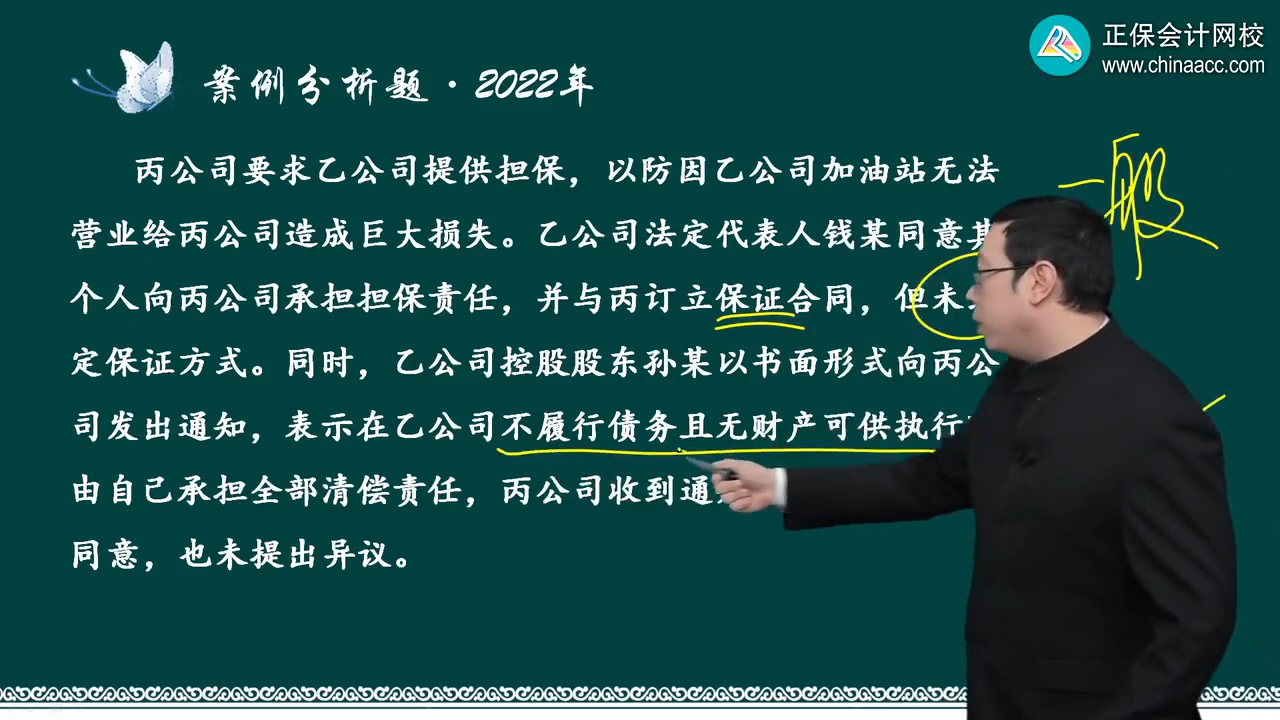 正保会计网校
www.chinaacc.com
案例分析题·2022年
一般
丙公司要求乙公司提供担保，以防因乙公司加油站无法
营业给丙公司造成巨大损失。乙公司法定代表人钱某同意其
个人向丙公司承担担保责任，并与丙订立保证合同，但未
定保证方式。同时，乙公司控股股东孙某以书面形式向丙公
司发出通知，表示在乙公司不履行债务且无财产可供执行
由自己承担全部清偿责任，丙公司收到通
同意，也未提出异议。